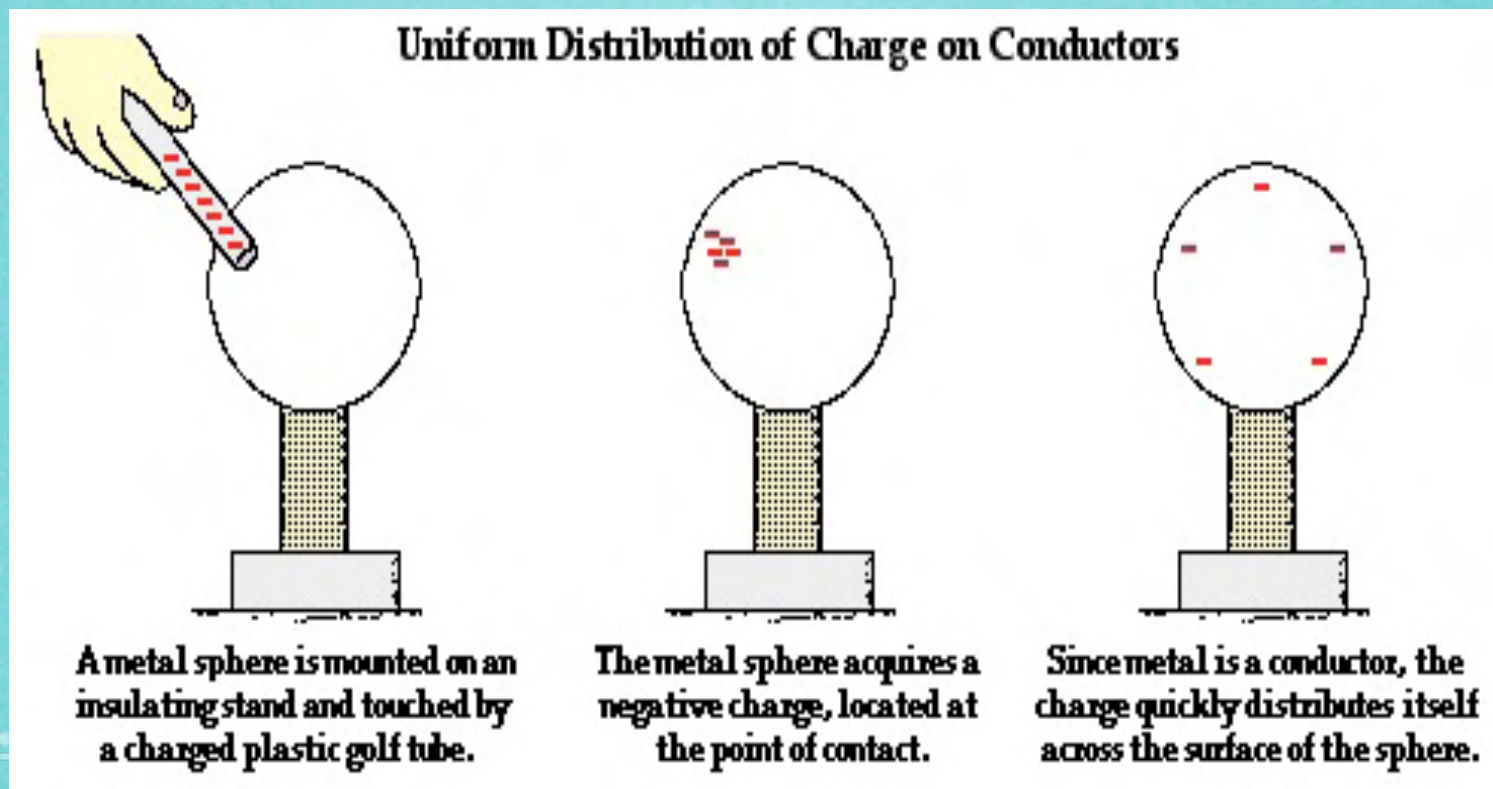 Uniform Distribution of Charge on Conductors
A metal sphere is mounted on an
insulating stand and touched by
a charged plastic golf tube.
The metal sphere acquires a
negative charge, located at
the point of contact.
Since metal is a conductor, the
charge quickly distributes itself
across the surface of the sphere.